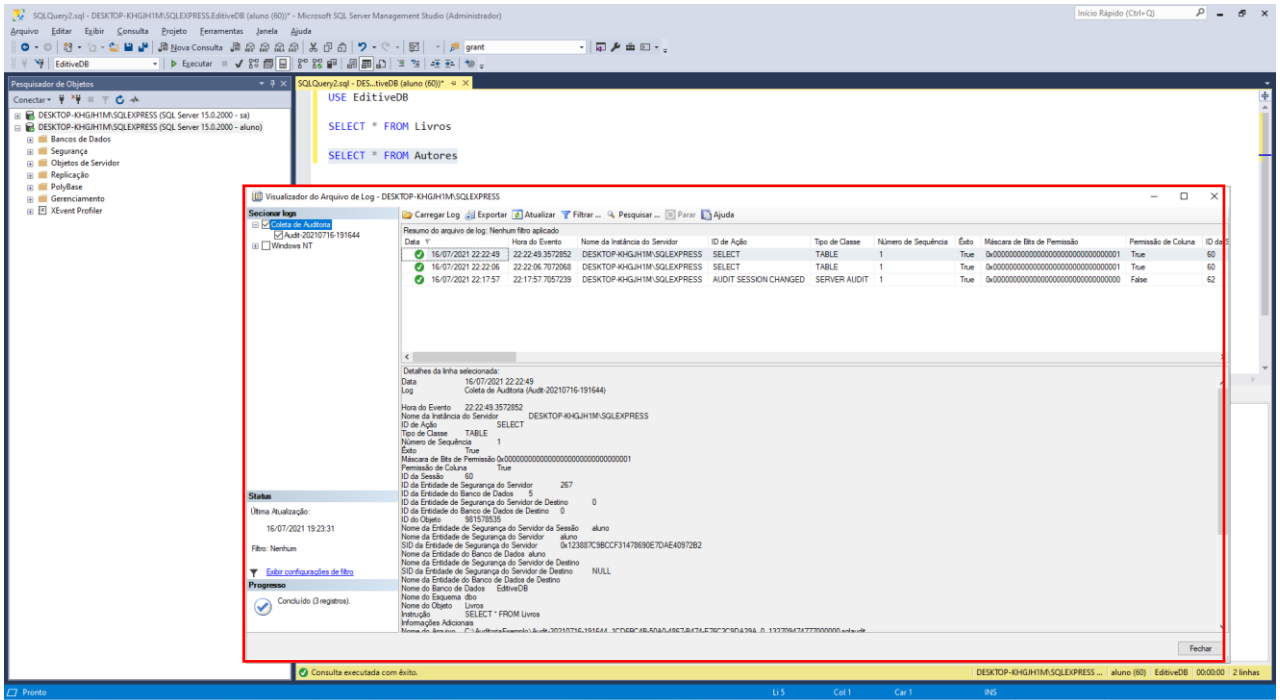 SQLQuery2.sql - DESKTOP-KHGJH1M\SQLEXPRESS.EditiveDB (aluno (60))* - Microsoft SQL Server Management Studio (Administrador)
Início Rápido (Ctrl+Q)
Arquivo Editar Exibir Consulta Projeto Ferramentas Janela Ajuda
Nova Consulta grant
EditiveDB Executar
Pesquisador de Objetos
Conectar
DESKTOP-KHGJH1M\SQLEXPRESS (SQL Server 15.0.2000 - sa)
DESKTOP-KHGJH1M\SQLEXPRESS (SQL Server 15.0.2000 - aluno)
Bancos de Dados
Segurança
Objetos de Servidor
Replicação
PolyBase
Gerenciamento
XEvent Profiler
SQLQuery2.sql - DES...tiveDB (aluno (60))*
USE EditiveDB
SELECT * FROM Livros
SELECT * FROM Autores
Visualizador do Arquivo de Log - DESKTOP-KHGJH1M\SQLEXPRESS
Secionar logs
Coleta de Auditoria
Audit-20210716-191644
Windows NT
Carregar Log Exportar Atualizar Filtrar ... Pesquisar ... Parar Ajuda
Resumo do arquivo de log: Nenhum filtro aplicado
Data Hora do Evento Nome da Instância do Servidor ID de Ação Tipo de Classe Número de Sequência Êxito Máscara de Bits de Permissão Permissão de Coluna ID da S
16/07/2021 22:22:49 22:22:49.3572852 DESKTOP-KHGJH1M\SQLEXPRESS SELECT TABLE 1 True 0x00000000000000000000000000000001 True 60
16/07/2021 22:22:06 22:22:06.7072068 DESKTOP-KHGJH1M\SQLEXPRESS SELECT TABLE 1 True 0x00000000000000000000000000000001 True 60
16/07/2021 22:17:57 22:17:57.7057239 DESKTOP-KHGJH1M\SQLEXPRESS AUDIT SESSION CHANGED SERVER AUDIT 1 True 0x00000000000000000000000000000000 False 62
Detalhes da linha selecionada:
Data 16/07/2021 22:22:49
Log Coleta de Auditoria (Audit-20210716-191644)
Hora do Evento 22:22:49.3572852
Nome da Instância do Servidor DESKTOP-KHGJH1M\SQLEXPRESS
ID de Ação SELECT
Tipo de Classe TABLE
Número de Sequência 1
Êxito True
Máscara de Bits de Permissão 0x00000000000000000000000000000001
Permissão de Coluna True
ID da Sessão 60
ID da Entidade de Segurança do Servidor 267
ID da Entidade do Banco de Dados 5
ID da Entidade de Segurança do Servidor de Destino 0
ID da Entidade do Banco de Dados de Destino 0
ID do Objeto 981578535
Nome da Entidade de Segurança do Servidor da Sessão aluno
Nome da Entidade de Segurança do Servidor aluno
SID da Entidade de Segurança do Servidor 0x123887C9BCCF31478690E7DAE40972B2
Nome da Entidade do Banco de Dados aluno
Nome da Entidade de Segurança do Servidor de Destino
SID da Entidade de Segurança do Servidor de Destino NULL
Nome da Entidade do Banco de Dados de Destino
Nome do Banco de Dados EditiveDB
Nome do Esquema dbo
Nome do Objeto Livros
Instrução SELECT * FROM Livros
Informações Adicionais
Nome do Arquivo
Status
Última Atualização:
16/07/2021 19:23:31
Filtro: Nenhum
Exibir configurações de filtro
Progresso
Concluído (3 registros).
Fechar
Consulta executada com êxito. DESKTOP-KHGJH1M\SQLEXPRESS ... aluno (60) EditiveDB 00:00:00 2 linhas
Pronto Li 5 Col 1 Car 1 INS